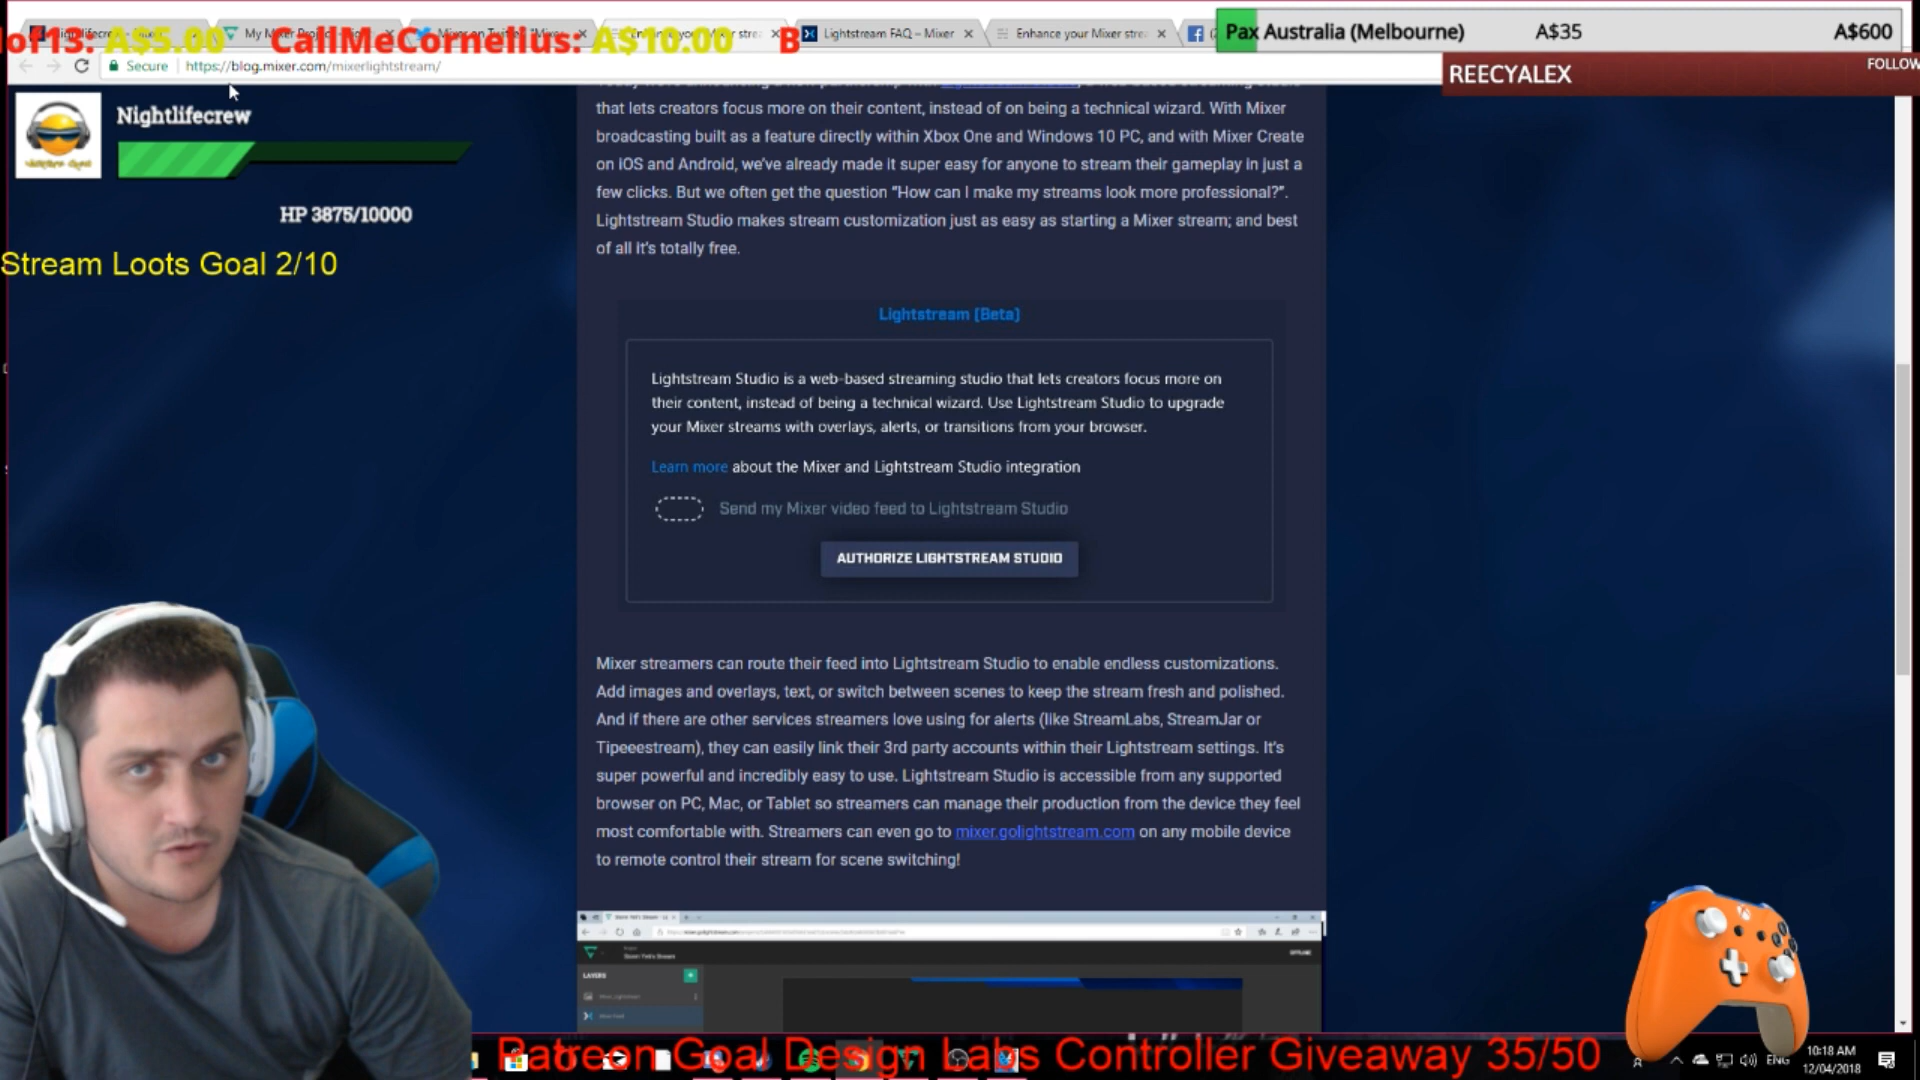 of13: A$5.00 CallMeCornelius: A$10.00 B
My Mixer Project
Mixer on Twitter: "Mixer
Lightstream FAQ – Mixer
Enhance your Mixer stre
Pax Australia (Melbourne) A$35 A$600
Secure https://blog.mixer.com/mixerlightstream/
REECYALEX
FOLLOW
Nightlifecrew
HP 3875/10000
Stream Loots Goal 2/10
that lets creators focus more on their content, instead of on being a technical wizard. With Mixer
broadcasting built as a feature directly within Xbox One and Windows 10 PC, and with Mixer Create
on iOS and Android, we've already made it super easy for anyone to stream their gameplay in just a
few clicks. But we often get the question "How can I make my streams look more professional?".
Lightstream Studio makes stream customization just as easy as starting a Mixer stream; and best
of all it's totally free.
Lightstream (Beta)
Lightstream Studio is a web-based streaming studio that lets creators focus more on
their content, instead of being a technical wizard. Use Lightstream Studio to upgrade
your Mixer streams with overlays, alerts, or transitions from your browser.
Learn more about the Mixer and Lightstream Studio integration
Send my Mixer video feed to Lightstream Studio
AUTHORIZE LIGHTSTREAM STUDIO
Mixer streamers can route their feed into Lightstream Studio to enable endless customizations.
Add images and overlays, text, or switch between scenes to keep the stream fresh and polished.
And if there are other services streamers love using for alerts (like StreamLabs, StreamJar or
Tipeeestream), they can easily link their 3rd party accounts within their Lightstream settings. It's
super powerful and incredibly easy to use. Lightstream Studio is accessible from any supported
browser on PC, Mac, or Tablet so streamers can manage their production from the device they feel
most comfortable with. Streamers can even go to mixer.golightstream.com on any mobile device
to remote control their stream for scene switching!
LAYERS
OFFLINE
Patreon Goal Design Labs Controller Giveaway 35/50
ENG
10:18 AM
12/04/2018